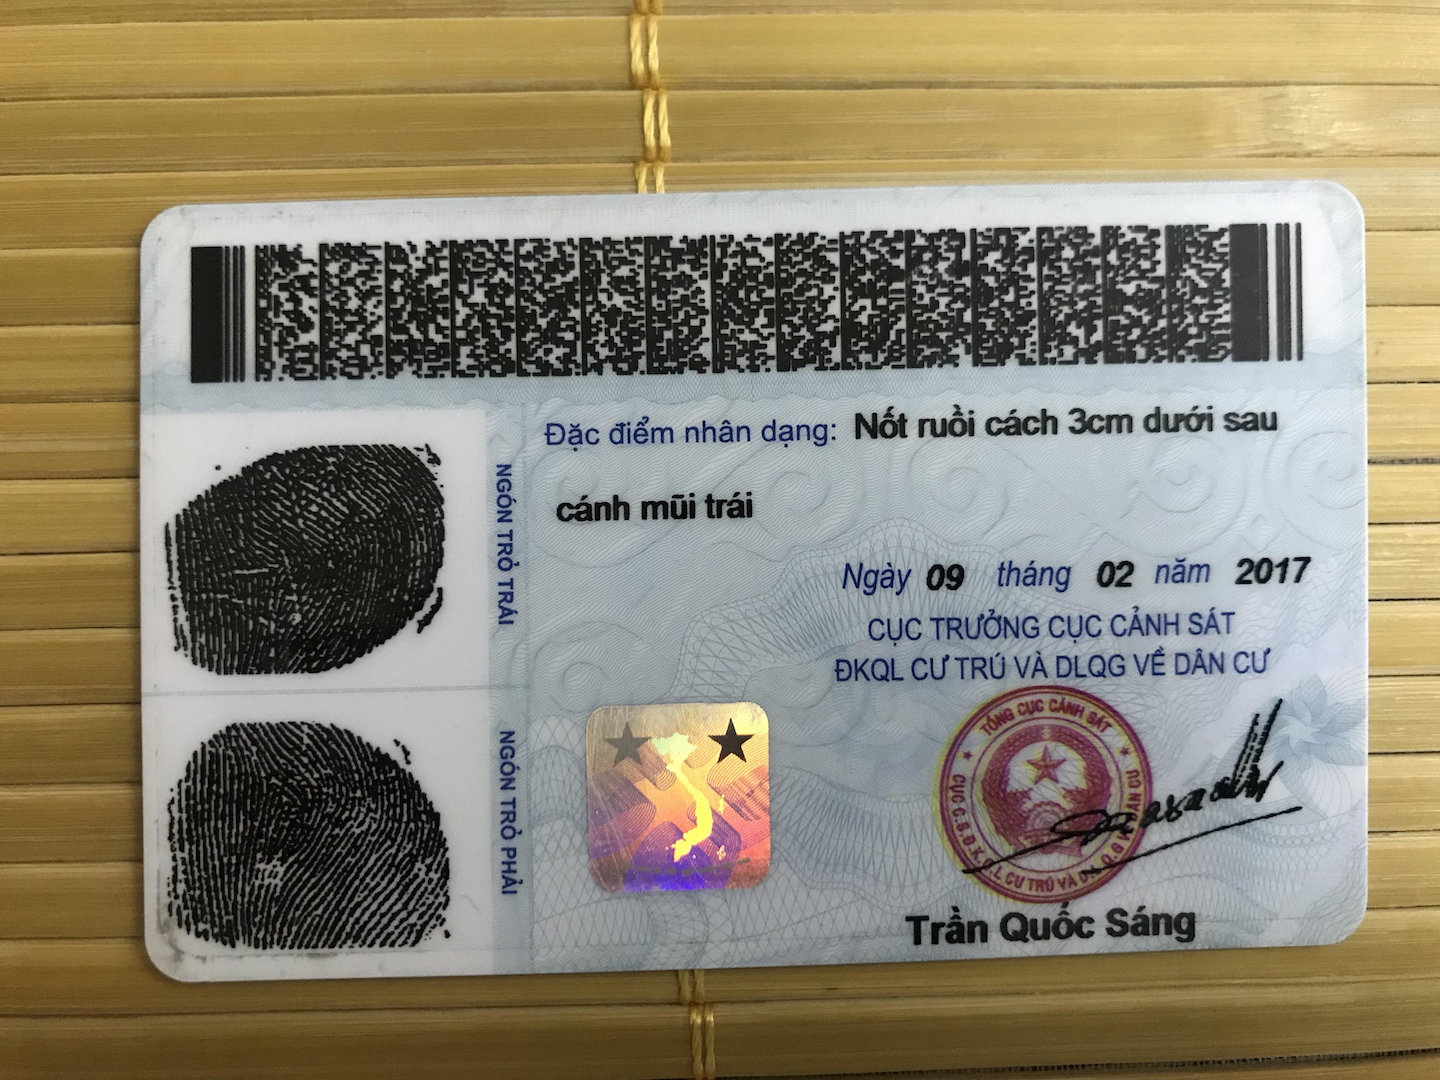 Đặc điểm nhân dạng: Nốt ruồi cách 3cm dưới sau
cánh mũi trái
NGÓN TRỎ TRÁI
NGÓN TRỎ PHẢI
Ngày 09 tháng 02 năm 2017
CỤC TRƯỞNG CỤC CẢNH SÁT
ĐKQL CƯ TRÚ VÀ DLQG VỀ DÂN CƯ
TỔNG CỤC CẢNH SÁT
CỤC C.S.Đ.K.Q.L CƯ TRÚ VÀ D.L.Q.G VỀ DÂN CƯ
Trần Quốc Sáng